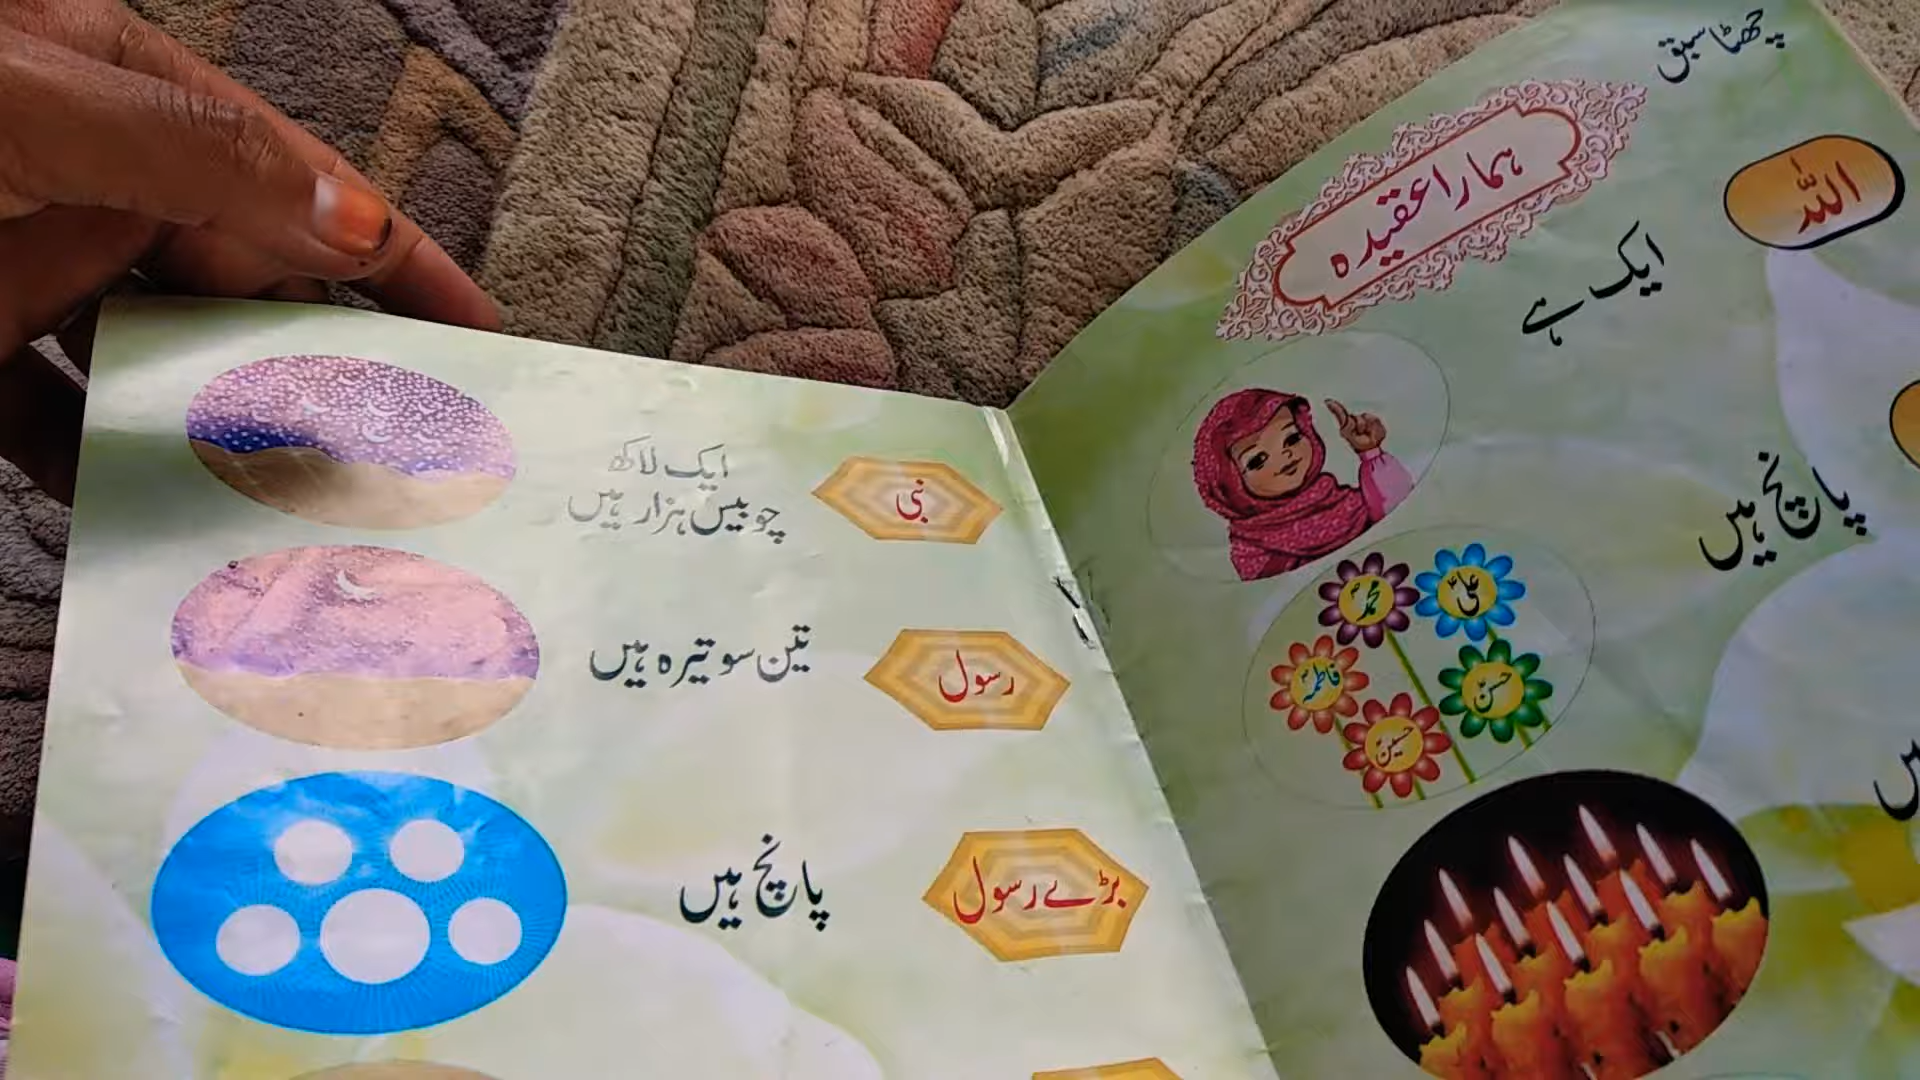 چھٹا سبق
ہمارا عقیدہ
اللہ
ایک ہے
پانچ ہیں
محمدؐ
علیؑ
فاطمہؑ
حسنؑ
حسینؑ
نبی
ایک لاکھ
چوبیس ہزار ہیں
رسول
تین سو تیرہ ہیں
بڑے رسول
پانچ ہیں